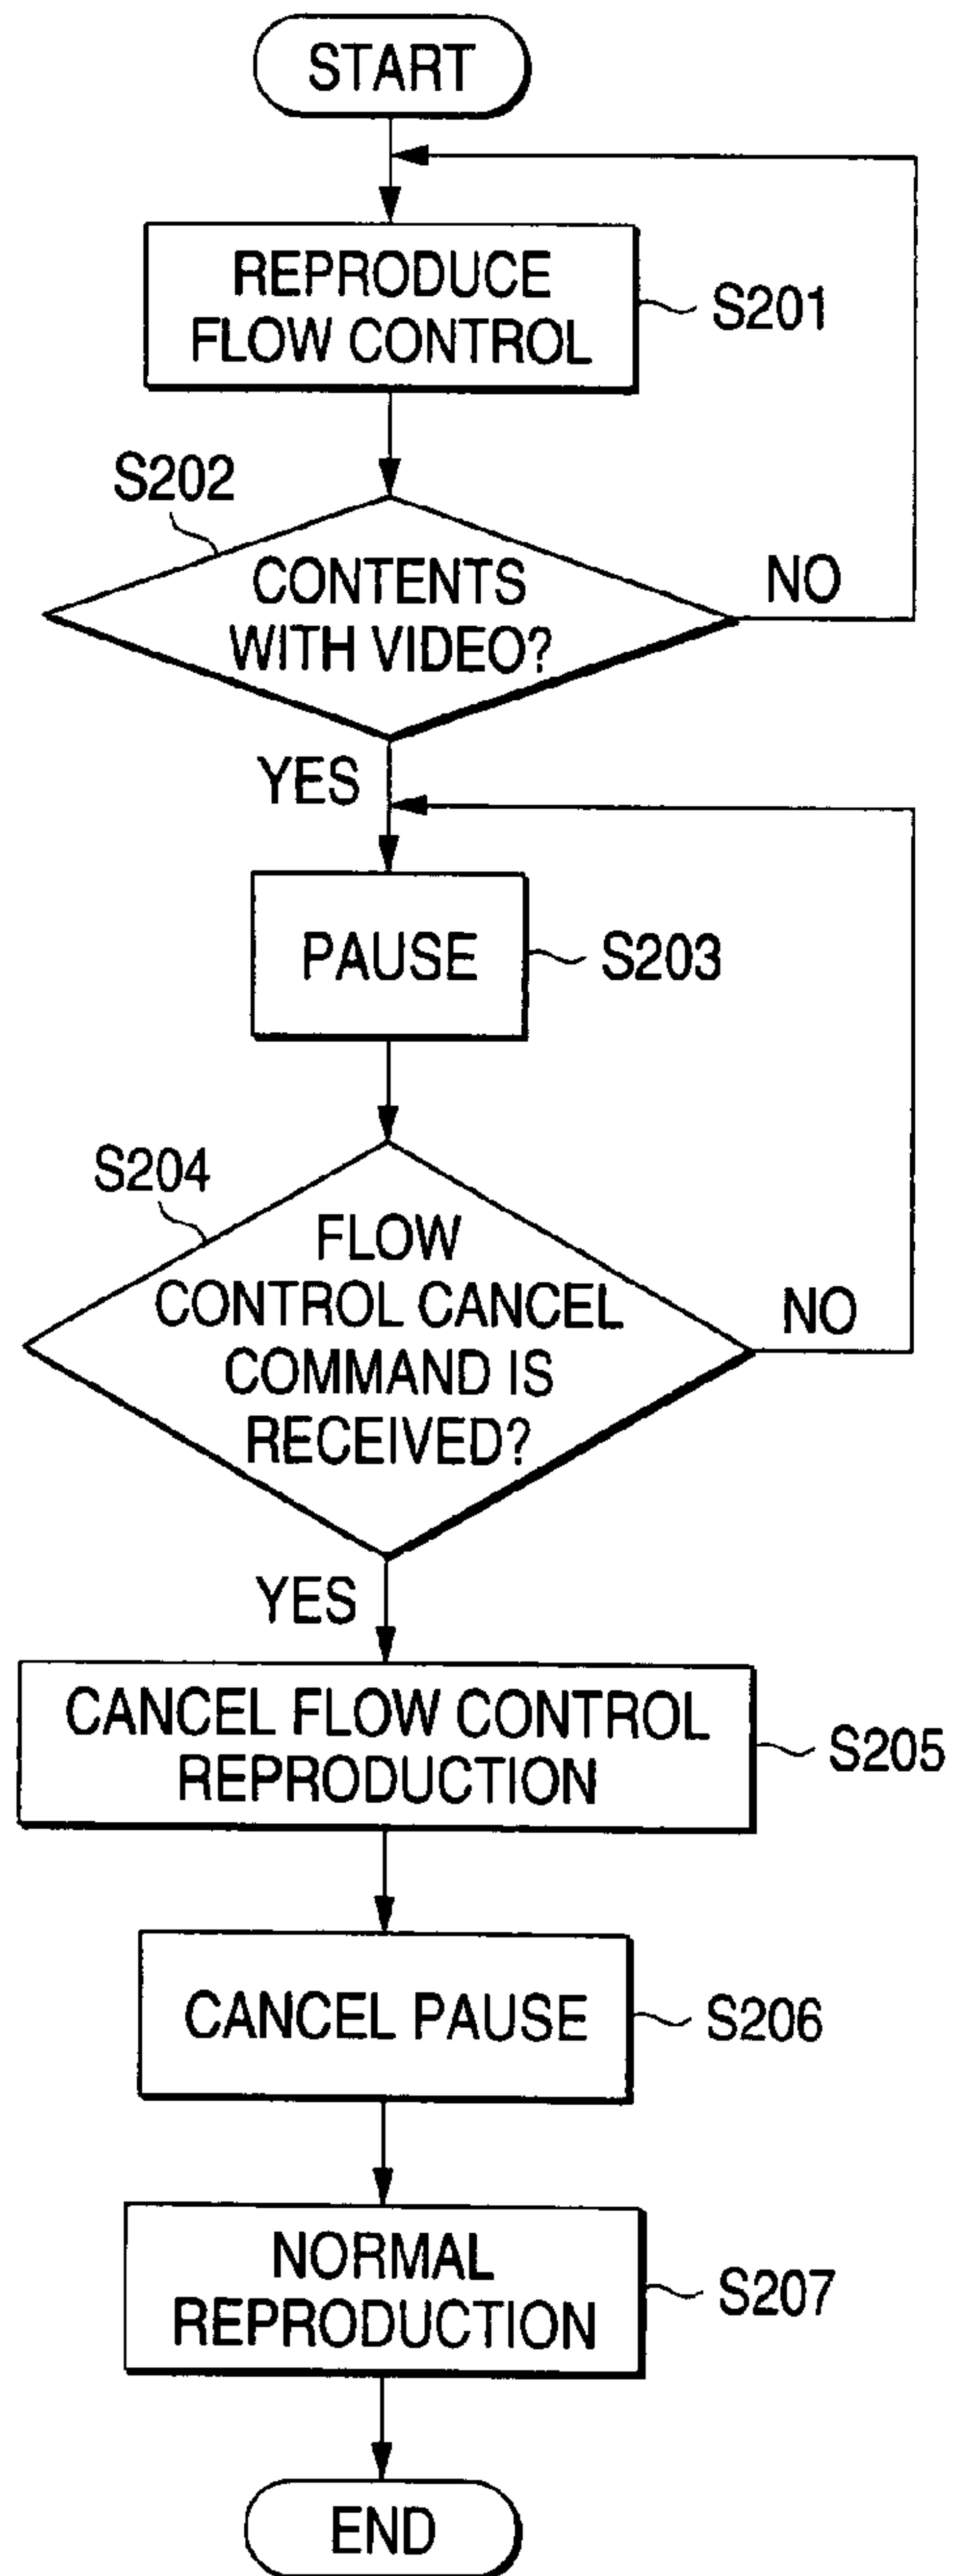 START
REPRODUCE
FLOW CONTROL
S201
S202
CONTENTS
WITH VIDEO?
NO
YES
PAUSE
S203
S204
FLOW
CONTROL CANCEL
COMMAND IS
RECEIVED?
NO
YES
CANCEL FLOW CONTROL
REPRODUCTION
S205
CANCEL PAUSE
S206
NORMAL
REPRODUCTION
S207
END